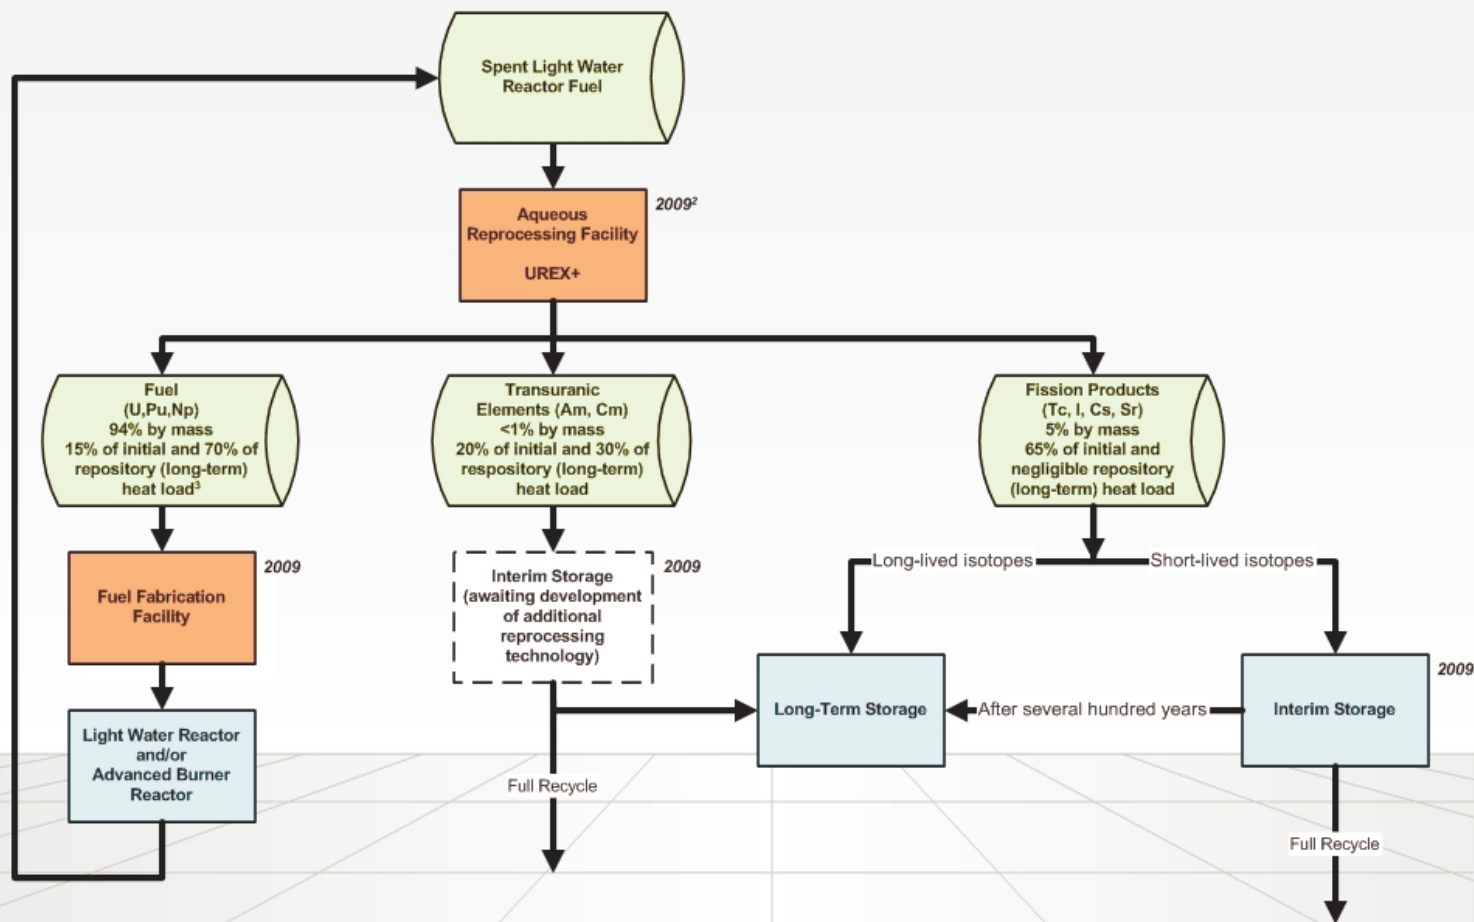 Spent Light Water
Reactor Fuel
Aqueous
Reprocessing Facility
UREX+
2009²
Fuel
(U,Pu,Np)
94% by mass
15% of initial and 70% of
repository (long-term)
heat load³
Transuranic
Elements (Am, Cm)
<1% by mass
20% of initial and 30% of
respository (long-term)
heat load
Fission Products
(Tc, I, Cs, Sr)
5% by mass
65% of initial and
negligible repository
(long-term) heat load
Fuel Fabrication
Facility
2009
Interim Storage
(awaiting development
of additional
reprocessing
technology)
2009
Long-lived isotopes
Short-lived isotopes
Light Water Reactor
and/or
Advanced Burner
Reactor
Long-Term Storage
After several hundred years
Interim Storage
2009
Full Recycle
Full Recycle